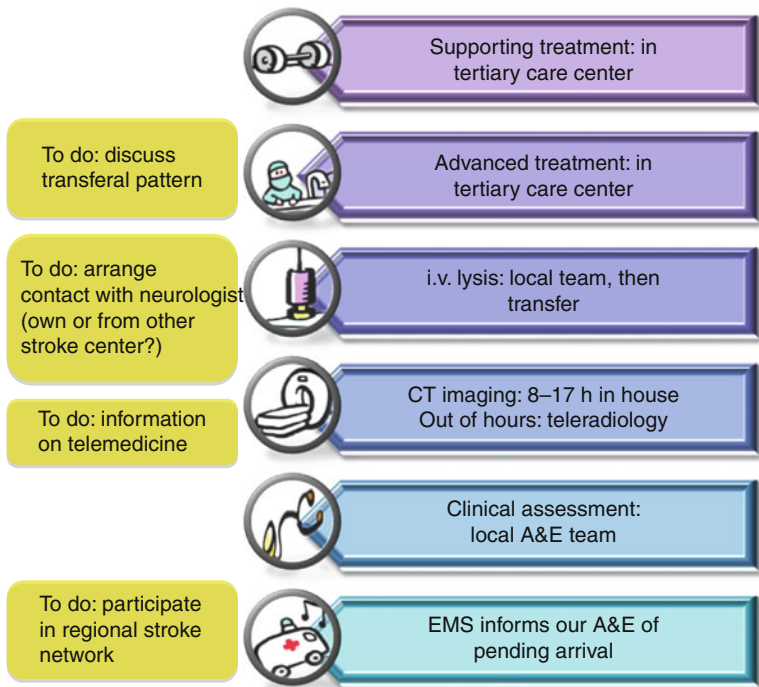 Supporting treatment: in
tertiary care center
To do: discuss
transferal pattern
Advanced treatment: in
tertiary care center
To do: arrange
contact with neurologist
(own or from other
stroke center?)
i.v. lysis: local team, then
transfer
CT imaging: 8–17 h in house
Out of hours: teleradiology
To do: information
on telemedicine
Clinical assessment:
local A&E team
To do: participate
in regional stroke
network
EMS informs our A&E of
pending arrival